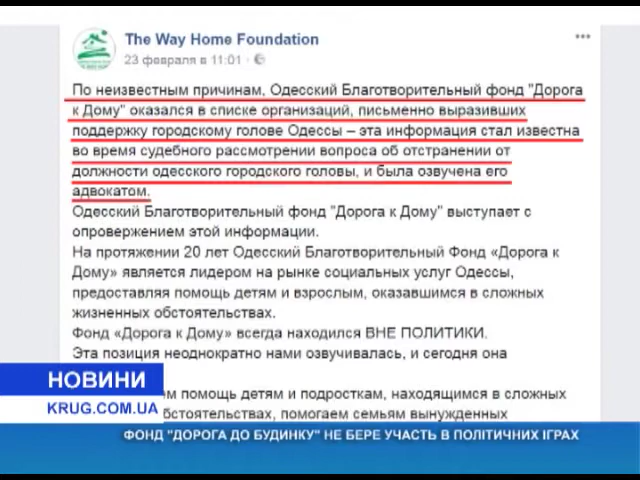 The Way Home Foundation
23 февраля в 11:01 ·
По неизвестным причинам, Одесский Благотворительный фонд "Дорога
к Дому" оказался в списке организаций, письменно выразивших
поддержку городскому голове Одессы – эта информация стал известна
во время судебного рассмотрении вопроса об отстранении от
должности одесского городского головы, и была озвучена его
адвокатом.
Одесский Благотворительный фонд "Дорога к Дому" выступает с
опровержением этой информации.
На протяжении 20 лет Одесский Благотворительный Фонд «Дорога к
Дому» является лидером на рынке социальных услуг Одессы,
предоставляя помощь детям и взрослым, оказавшимся в сложных
жизненных обстоятельствах.
Фонд «Дорога к Дому» всегда находился ВНЕ ПОЛИТИКИ.
Эта позиция неоднократно нами озвучивалась, и сегодня она
помощь детям и подросткам, находящимся в сложных
обстоятельствах, помогаем семьям вынужденных
НОВИНИ
KRUG.COM.UA
ФОНД "ДОРОГА ДО БУДИНКУ" НЕ БЕРЕ УЧАСТЬ В ПОЛІТИЧНИХ ІГРАХ